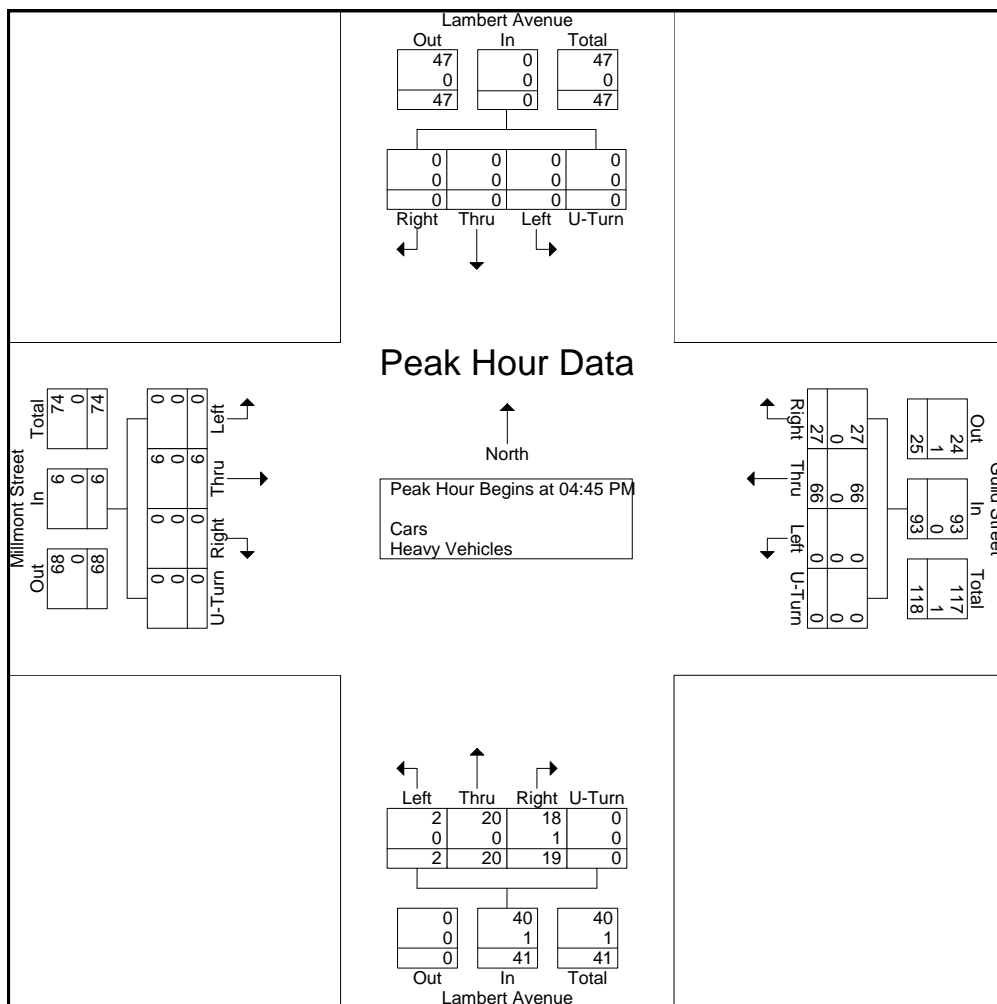 Lambert Avenue
Out In Total
47 0 47
0 0 0
47 0 47
0 0 0 0
0 0 0 0
0 0 0 0
Right Thru Left U-Turn
Peak Hour Data
North
Peak Hour Begins at 04:45 PM
Cars
Heavy Vehicles
Millmont Street
Out In Total
68 6 74
0 0 0
68 6 74
U-Turn Right Thru Left
0 0 6 0
0 0 0 0
0 0 6 0
Guild Street
Out In Total
24 93 117
1 0 1
25 93 118
27 66 0 0
0 0 0 0
27 66 0 0
Right Thru Left U-Turn
Left Thru Right U-Turn
2 20 18 0
0 0 1 0
2 20 19 0
0 40 40
0 1 1
0 41 41
Out In Total
Lambert Avenue